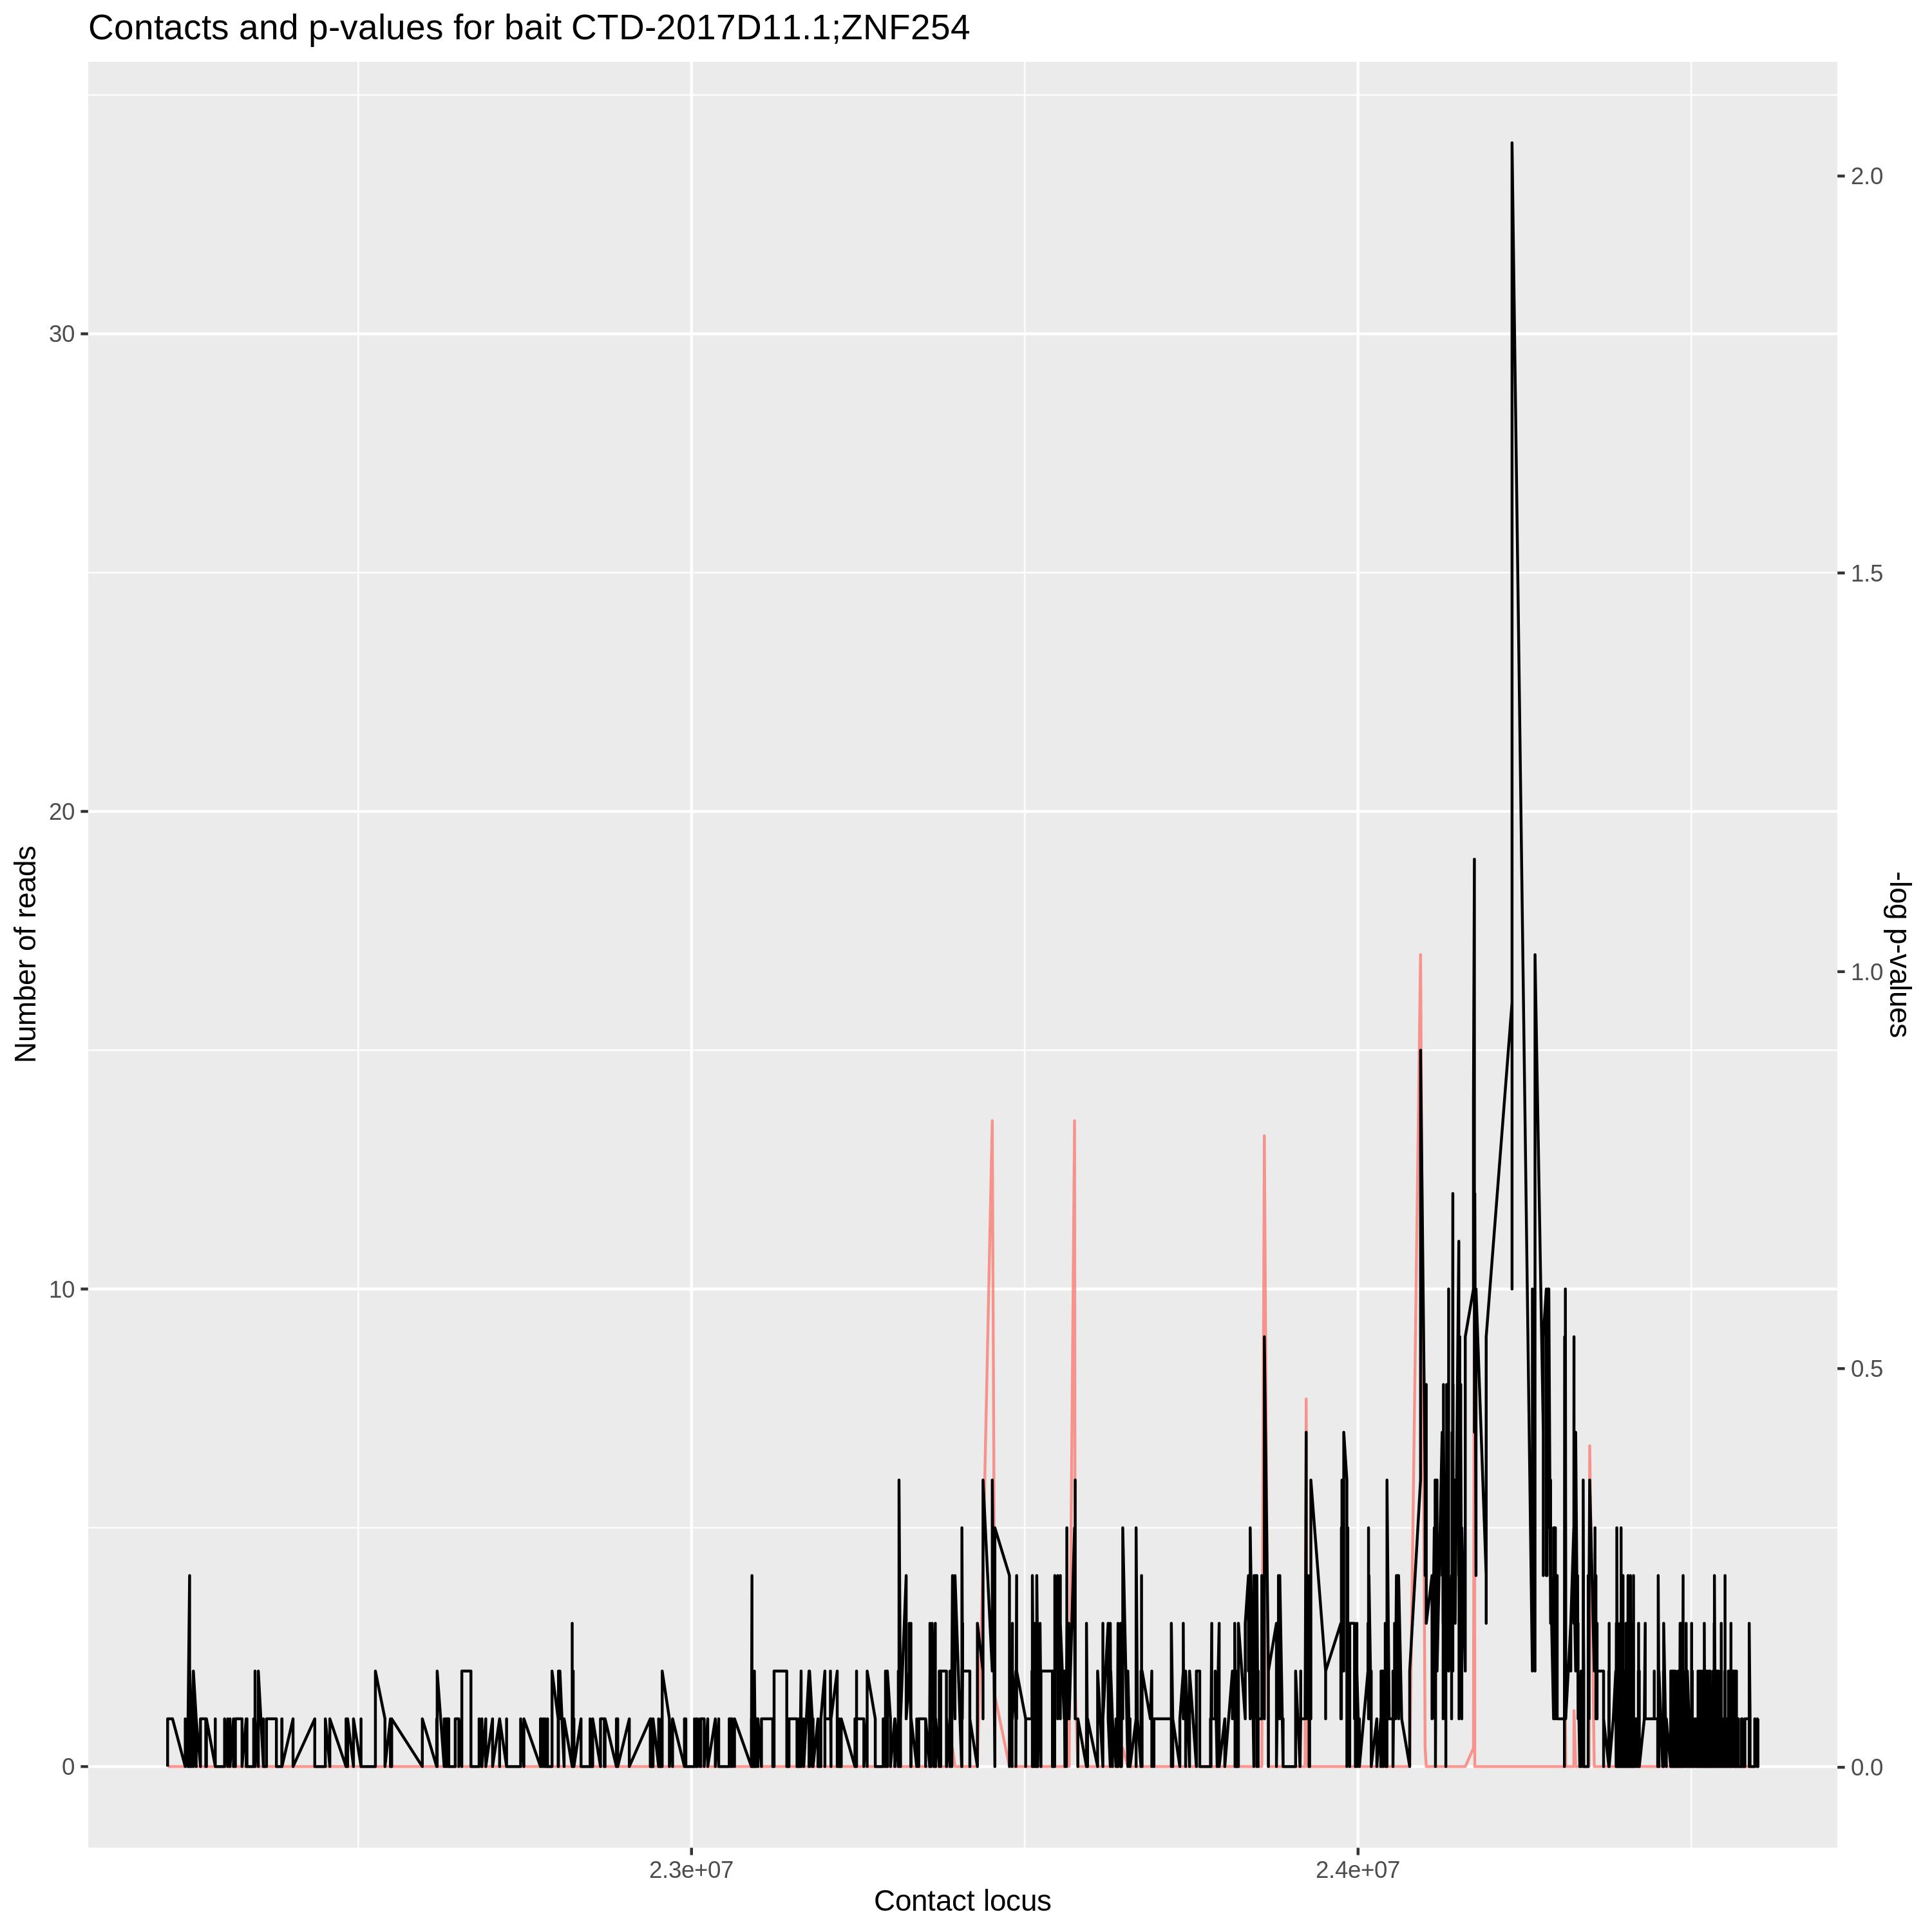 Contacts and p-values for bait CTD-2017D11.1;ZNF254
30
20
10
0
Number of reads
2.0
1.5
1.0
0.5
0.0
-log p-values
2.3e+07
2.4e+07
Contact locus